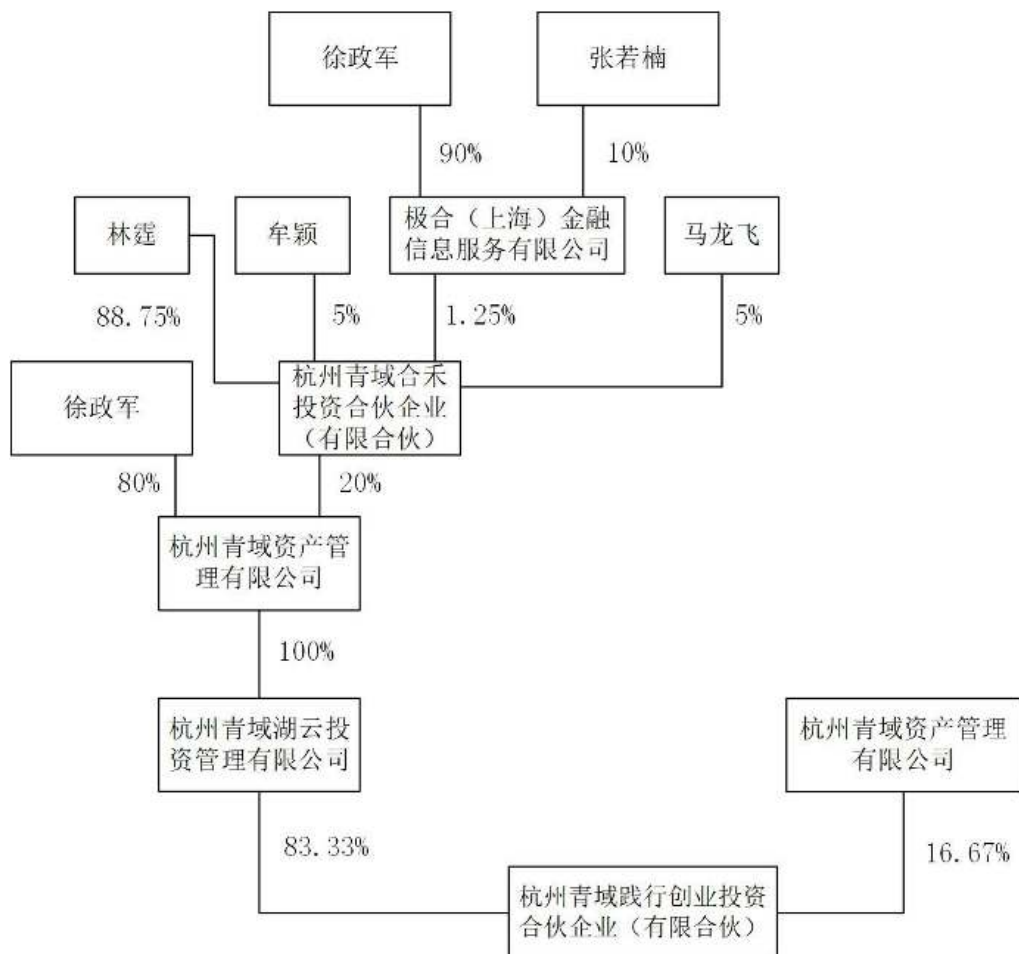 徐政军
张若楠
90%
10%
林霆
牟颖
极合（上海）金融
信息服务有限公司
马龙飞
88.75%
5%
1.25%
5%
徐政军
杭州青域合禾
投资合伙企业
（有限合伙）
80%
20%
杭州青域资产管
理有限公司
100%
杭州青域湖云投
资管理有限公司
杭州青域资产管理
有限公司
83.33%
16.67%
杭州青域践行创业投资
合伙企业（有限合伙）